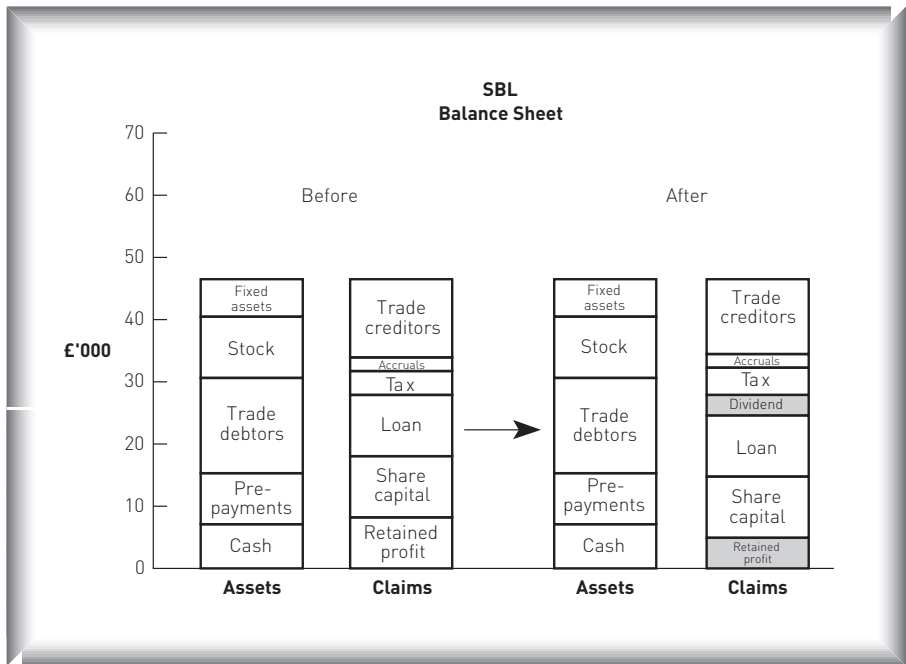 SBL
Balance Sheet
70
60
50
40
30
20
10
0
£'000
Before
After
Fixed
assets
Stock
Trade
debtors
Pre-
payments
Cash
Assets
Trade
creditors
Accruals
Tax
Loan
Share
capital
Retained
profit
Claims
Fixed
assets
Stock
Trade
debtors
Pre-
payments
Cash
Assets
Trade
creditors
Accruals
Tax
Dividend
Loan
Share
capital
Retained
profit
Claims